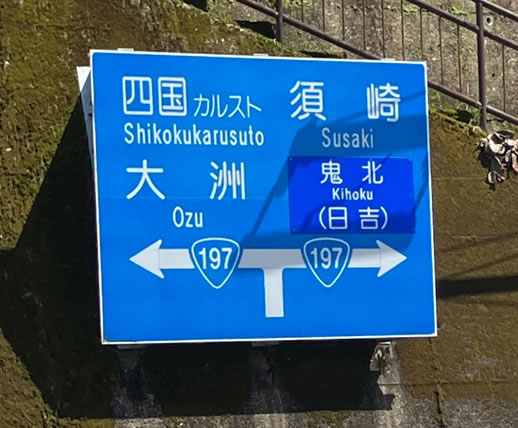 四国カルスト
Shikokukarusuto
大洲
Ozu
須崎
Susaki
鬼北
Kihoku
(日吉)
197
197